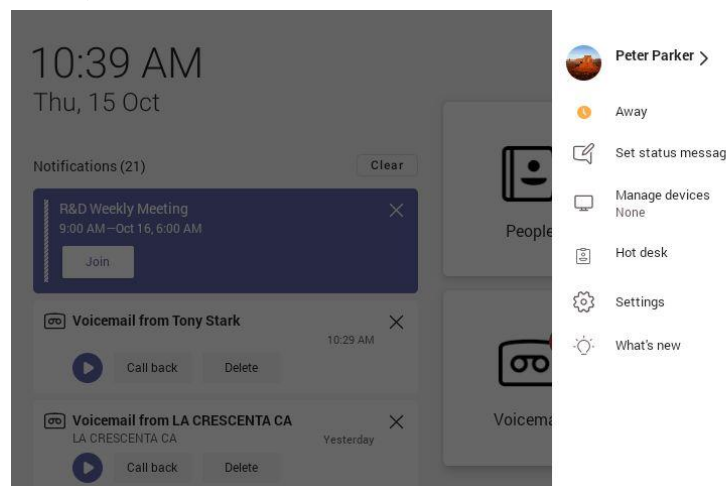 10:39 AM
Thu, 15 Oct
Notifications (21)
Clear
R&D Weekly Meeting
9:00 AM—Oct 16, 6:00 AM
Join
Voicemail from Tony Stark
10:29 AM
Call back
Delete
Voicemail from LA CRESCENTA CA
LA CRESCENTA CA
Yesterday
Call back
Delete
People
Voicema
Peter Parker
Away
Set status messag
Manage devices
None
Hot desk
Settings
What's new